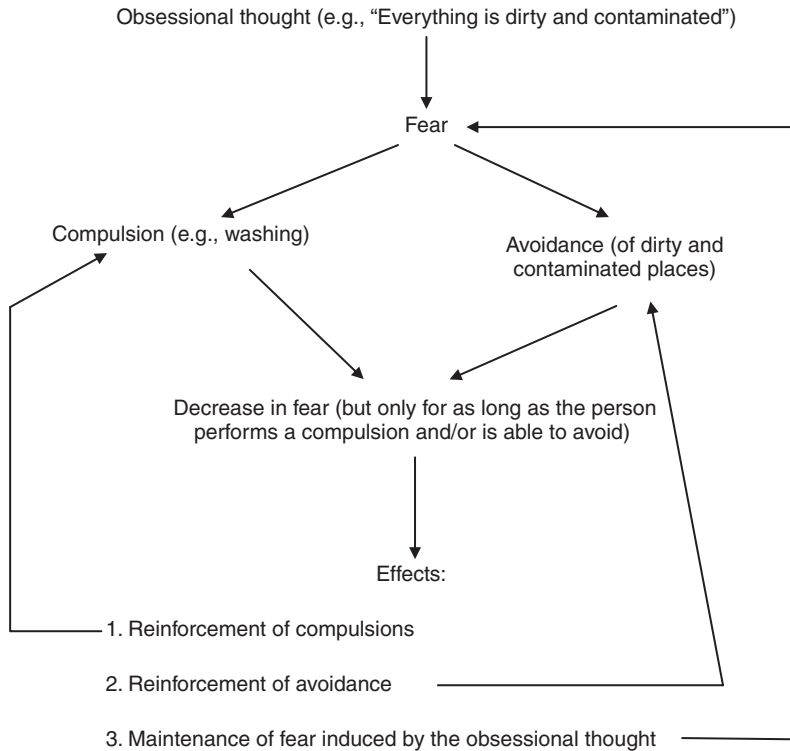 Obsessional thought (e.g., “Everything is dirty and contaminated”)
Fear
Compulsion (e.g., washing)
Avoidance (of dirty and
contaminated places)
Decrease in fear (but only for as long as the person
performs a compulsion and/or is able to avoid)
Effects:
1. Reinforcement of compulsions
2. Reinforcement of avoidance
3. Maintenance of fear induced by the obsessional thought